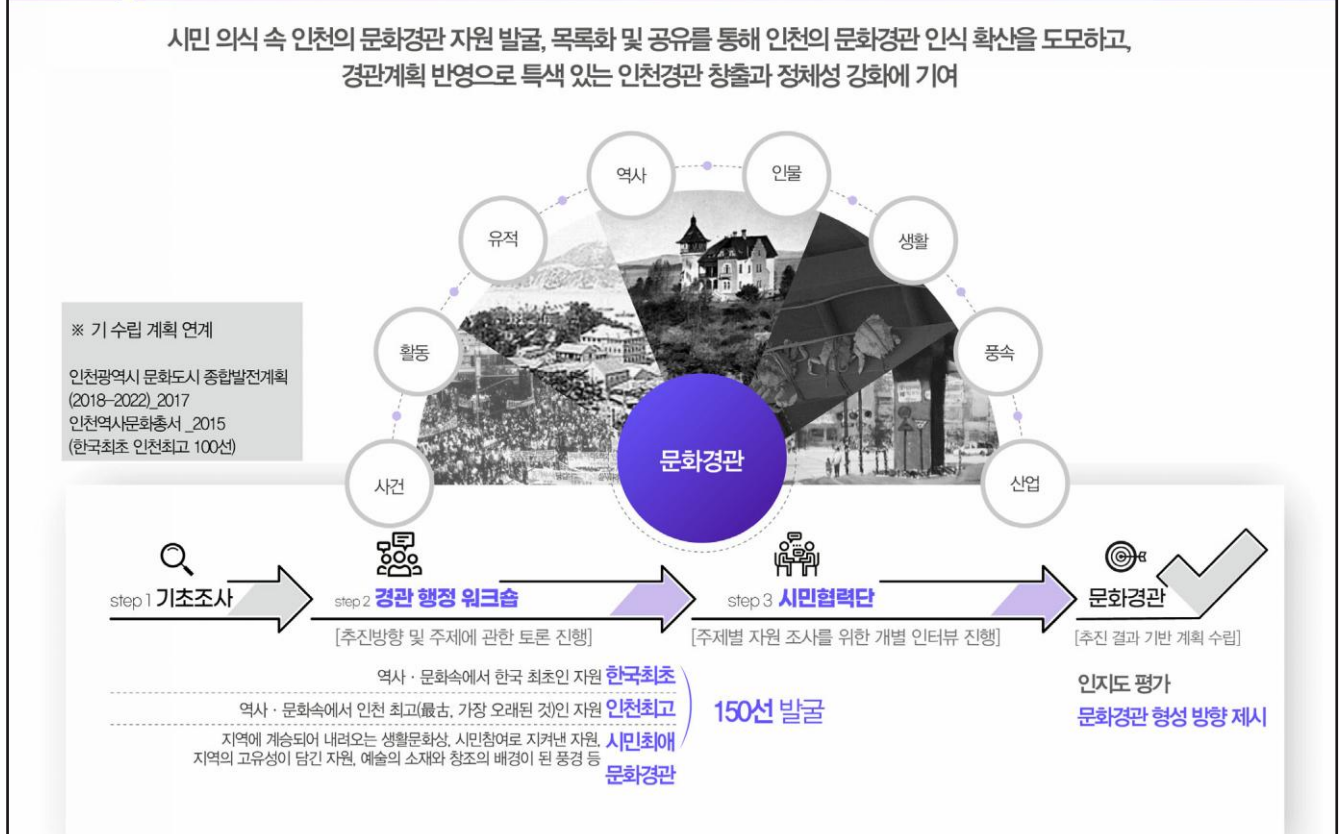 시민 의식 속 인천의 문화경관 자원 발굴, 목록화 및 공유를 통해 인천의 문화경관 인식 확산을 도모하고,
경관계획 반영으로 특색 있는 인천경관 창출과 정체성 강화에 기여
역사
인물
유적
생활
활동
풍속
사건
산업
문화경관
※ 기 수립 계획 연계
인천광역시 문화도시 종합발전계획
(2018-2022)_2017
인천역사문화총서 _2015
(한국최초 인천최고 100선)
step 1 기초조사
step 2 경관 행정 워크숍
[추진방향 및 주제에 관한 토론 진행]
step 3 시민협력단
[주제별 자원 조사를 위한 개별 인터뷰 진행]
문화경관
[추진 결과 기반 계획 수립]
역사 · 문화속에서 한국 최초인 자원 한국최초
역사 · 문화속에서 인천 최고(最古, 가장 오래된 것)인 자원 인천최고
지역에 계승되어 내려오는 생활문화상, 시민참여로 지켜낸 자원, 시민최애
지역의 고유성이 담긴 자원, 예술의 소재와 창조의 배경이 된 풍경 등 문화경관
150선 발굴
인지도 평가
문화경관 형성 방향 제시